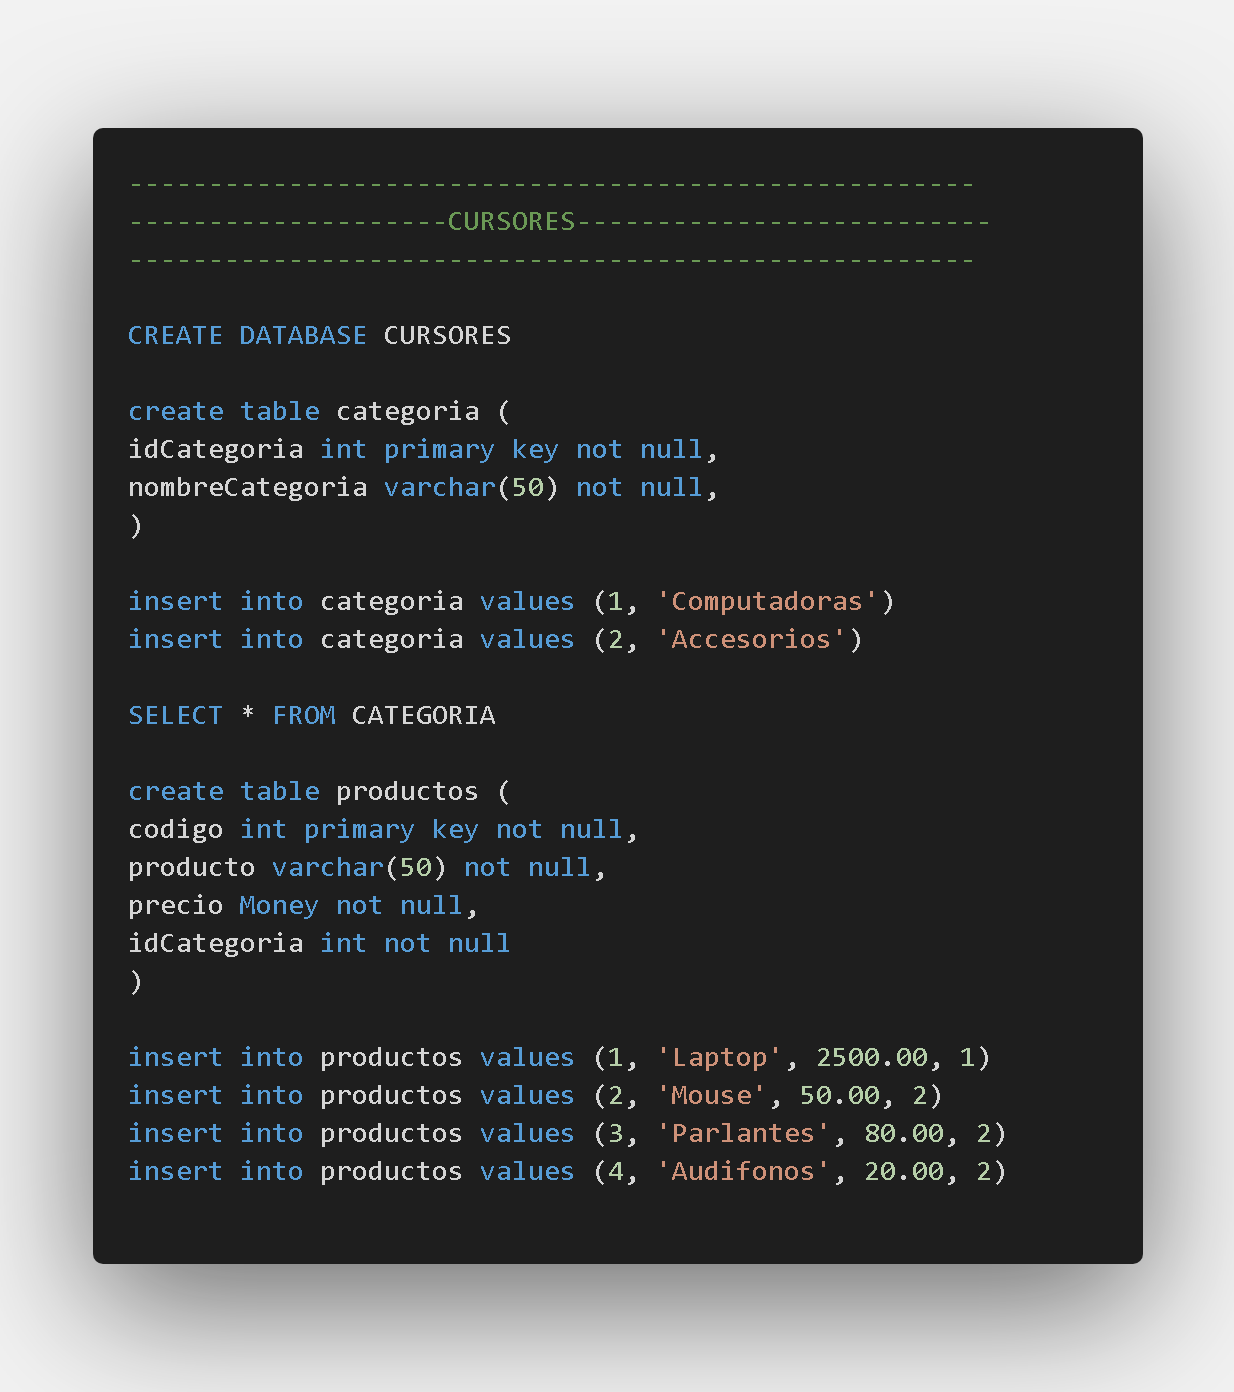 -----------------------------------------------------
--------------------CURSORES--------------------------
-----------------------------------------------------
CREATE DATABASE CURSORES
create table categoria (
idCategoria int primary key not null,
nombreCategoria varchar(50) not null,
)
insert into categoria values (1, 'Computadoras')
insert into categoria values (2, 'Accesorios')
SELECT * FROM CATEGORIA
create table productos (
codigo int primary key not null,
producto varchar(50) not null,
precio Money not null,
idCategoria int not null
)
insert into productos values (1, 'Laptop', 2500.00, 1)
insert into productos values (2, 'Mouse', 50.00, 2)
insert into productos values (3, 'Parlantes', 80.00, 2)
insert into productos values (4, 'Audifonos', 20.00, 2)